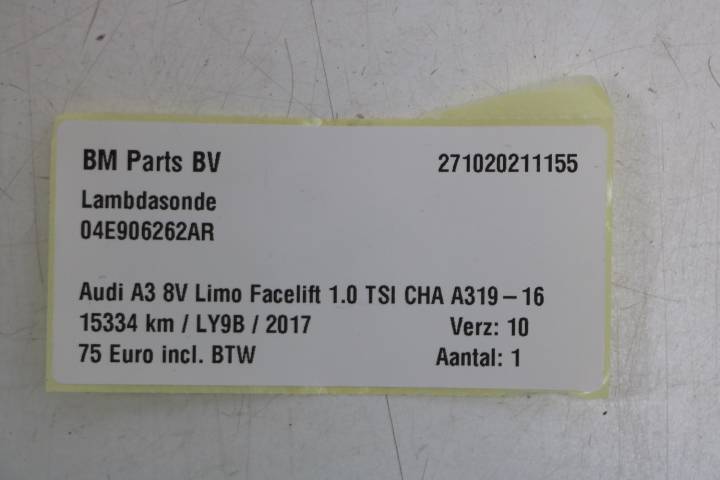 BM Parts BV 271020211155
Lambdasonde
04E906262AR
Audi A3 8V Limo Facelift 1.0 TSI CHA A319-16
15334 km / LY9B / 2017 Verz: 10
75 Euro incl. BTW Aantal: 1